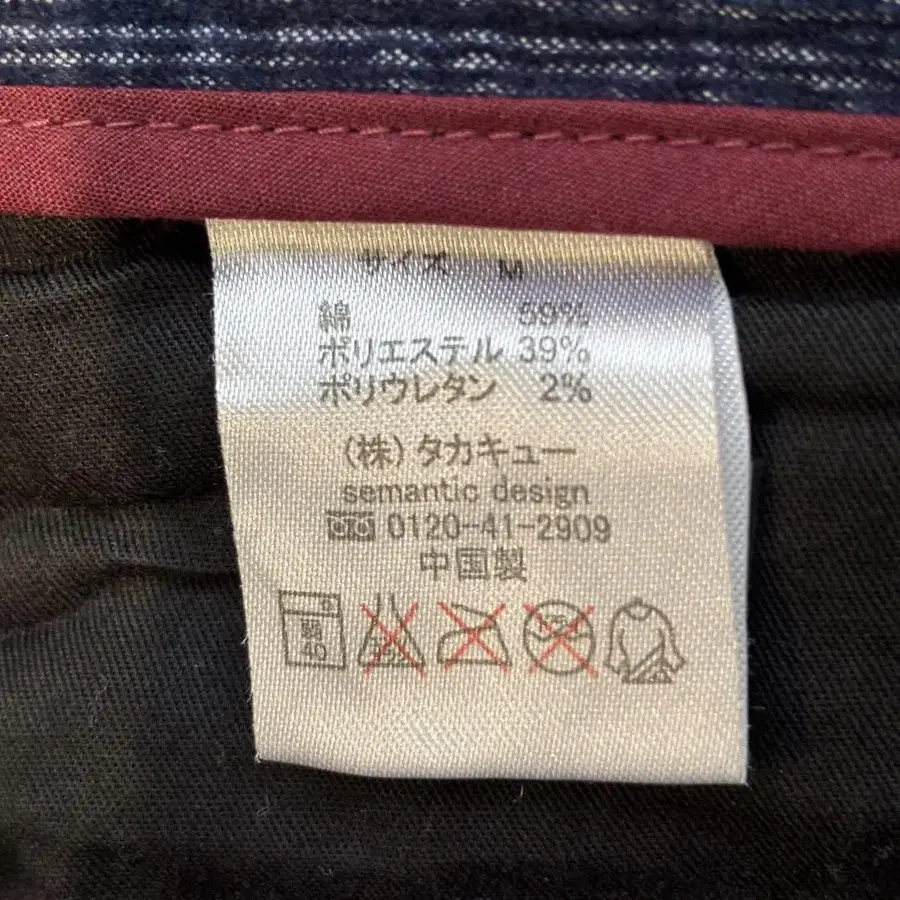 サイズ M
綿 59%
ポリエステル 39%
ポリウレタン 2%
(株)タカキュー
semantic design
0120-41-2909
中国製
40